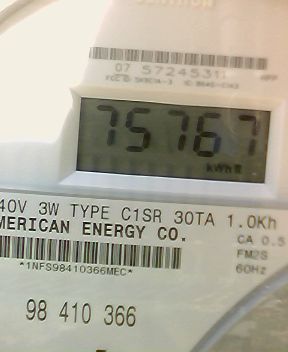 07 57245311
75767
kWh
40V 3W TYPE C1SR 30TA 1.0Kh
MERICAN ENERGY CO.
CA 0.5
FM2S
60Hz
*1NFS98410366MEC*
98 410 366